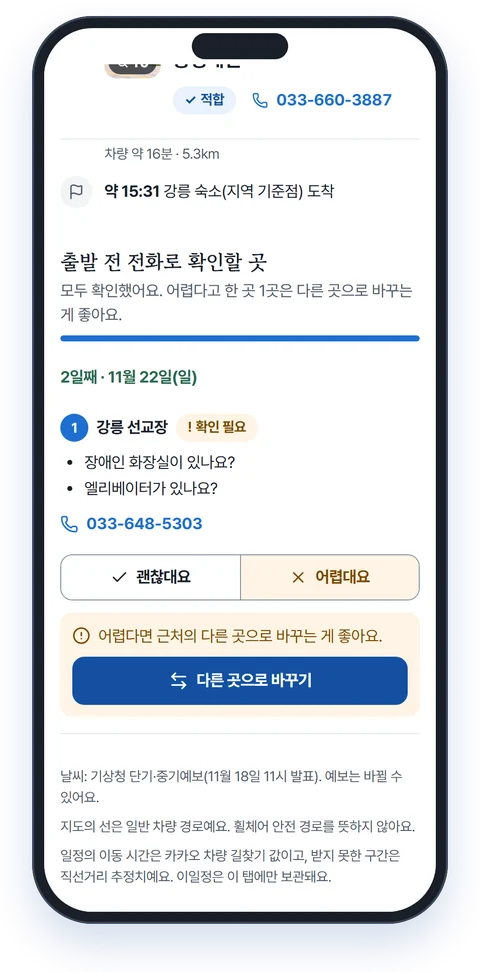 ✓ 적합 033-660-3887
차량 약 16분 · 5.3km
약 15:31 강릉 숙소(지역 기준점) 도착
출발 전 전화로 확인할 곳
모두 확인했어요. 어렵다고 한 곳 1곳은 다른 곳으로 바꾸는
게 좋아요.
2일째 · 11월 22일(일)
1 강릉 선교장 ! 확인 필요
• 장애인 화장실이 있나요?
• 엘리베이터가 있나요?
033-648-5303
괜찮대요 어렵대요
어렵다면 근처의 다른 곳으로 바꾸는 게 좋아요.
다른 곳으로 바꾸기
날씨: 기상청 단기·중기예보(11월 18일 11시 발표). 예보는 바뀔 수
있어요.
지도의 선은 일반 차량 경로예요. 휠체어 안전 경로를 뜻하지 않아요.
일정의 이동 시간은 카카오 차량 길찾기 값이고, 받지 못한 구간은
직선거리 추정치예요. 이일정은 이 탭에만 보관돼요.